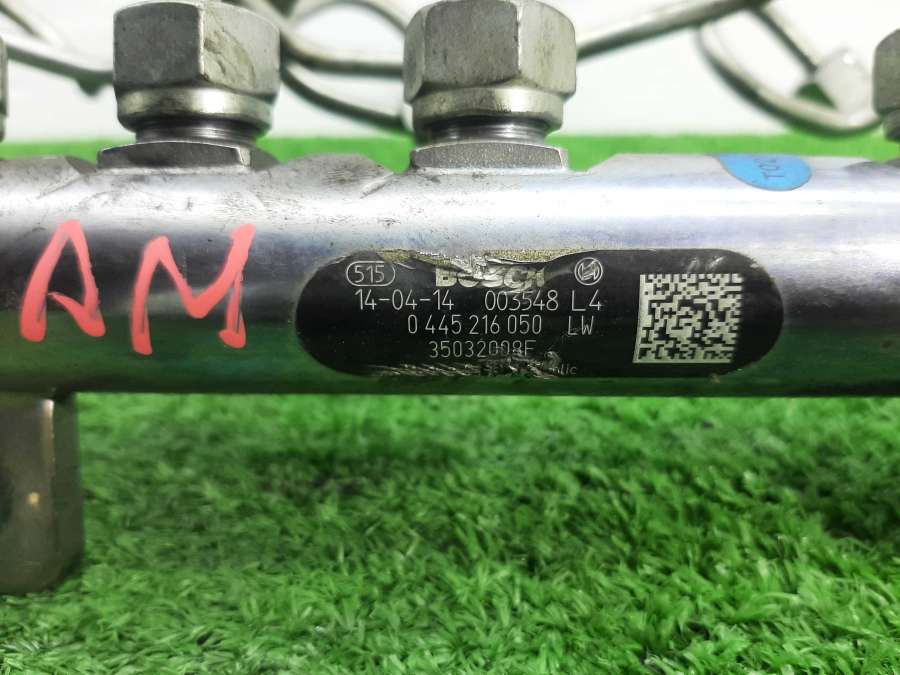 AM
515 BOSCH
14-04-14 003548 L4
0 445 216 050 LW
35032008F